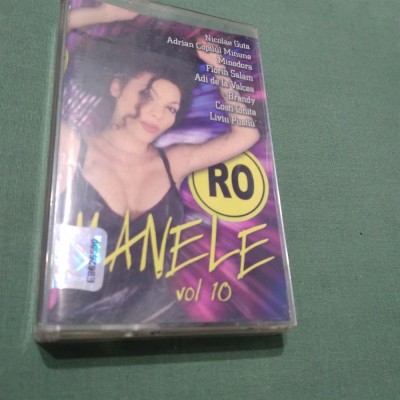 Nicolae Guta
Adrian Copilul Minune
Minodora
Florin Salam
Adi de la Valcea
Brandy
Costi Ionita
Liviu Pustiu
RO
MANELE
vol 10